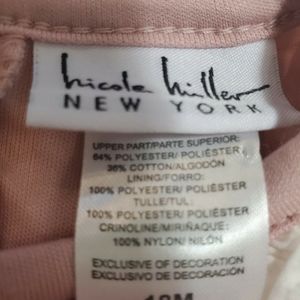 nicole miller
NEW YORK
UPPER PART/PARTE SUPERIOR:
64% POLYESTER/ POLIÉSTER
36% COTTON/ALGODÓN
LINING/FORRO:
100% POLYESTER/ POLIÉSTER
TULLE/TUL:
100% POLYESTER/ POLIÉSTER
CRINOLINE/MIRIÑAQUE:
100% NYLON/ NILÓN
EXCLUSIVE OF DECORATION
EXCLUSIVO DE DECORACIÓN
18M